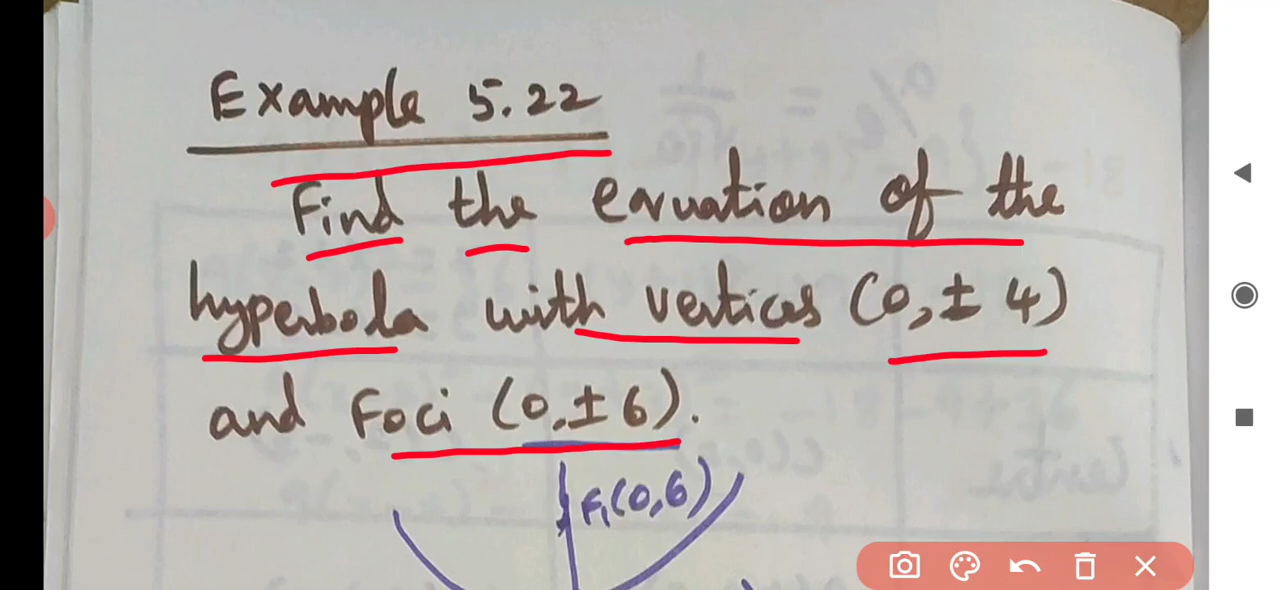 Example 5.22
Find the equation of the
hyperbola with vertices (0, ± 4)
and Foci (0, ± 6).
F₁(0,6)